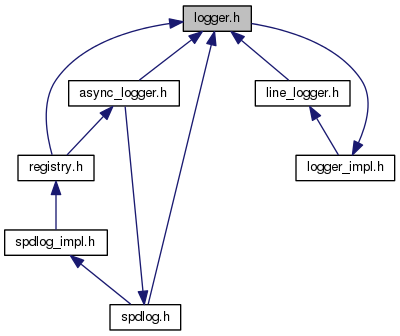 logger.h
async_logger.h
line_logger.h
registry.h
logger_impl.h
spdlog_impl.h
spdlog.h